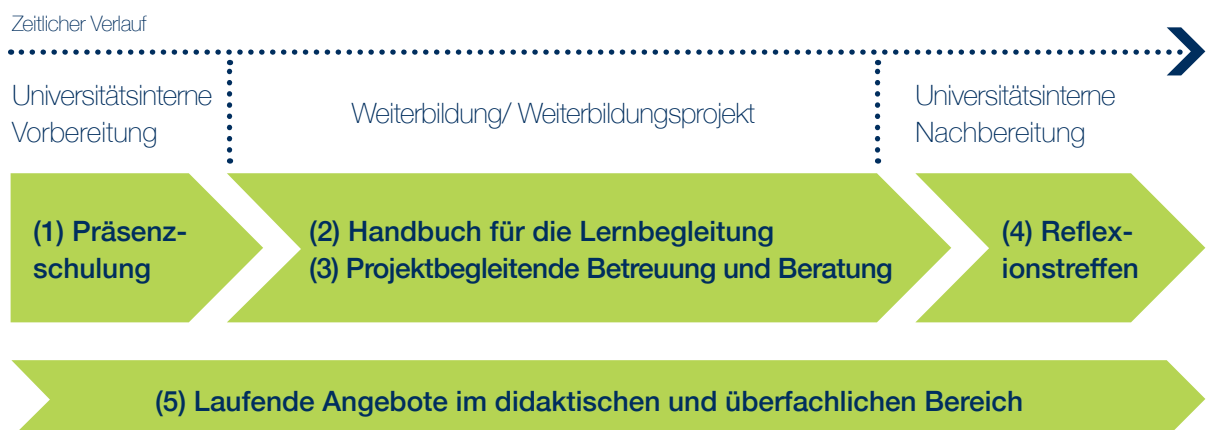 Zeitlicher Verlauf
Universitätsinterne
Vorbereitung
Weiterbildung/ Weiterbildungsprojekt
Universitätsinterne
Nachbereitung
(1) Präsenz-
schulung
(2) Handbuch für die Lernbegleitung
(3) Projektbegleitende Betreuung und Beratung
(4) Reflex-
ionstreffen
(5) Laufende Angebote im didaktischen und überfachlichen Bereich